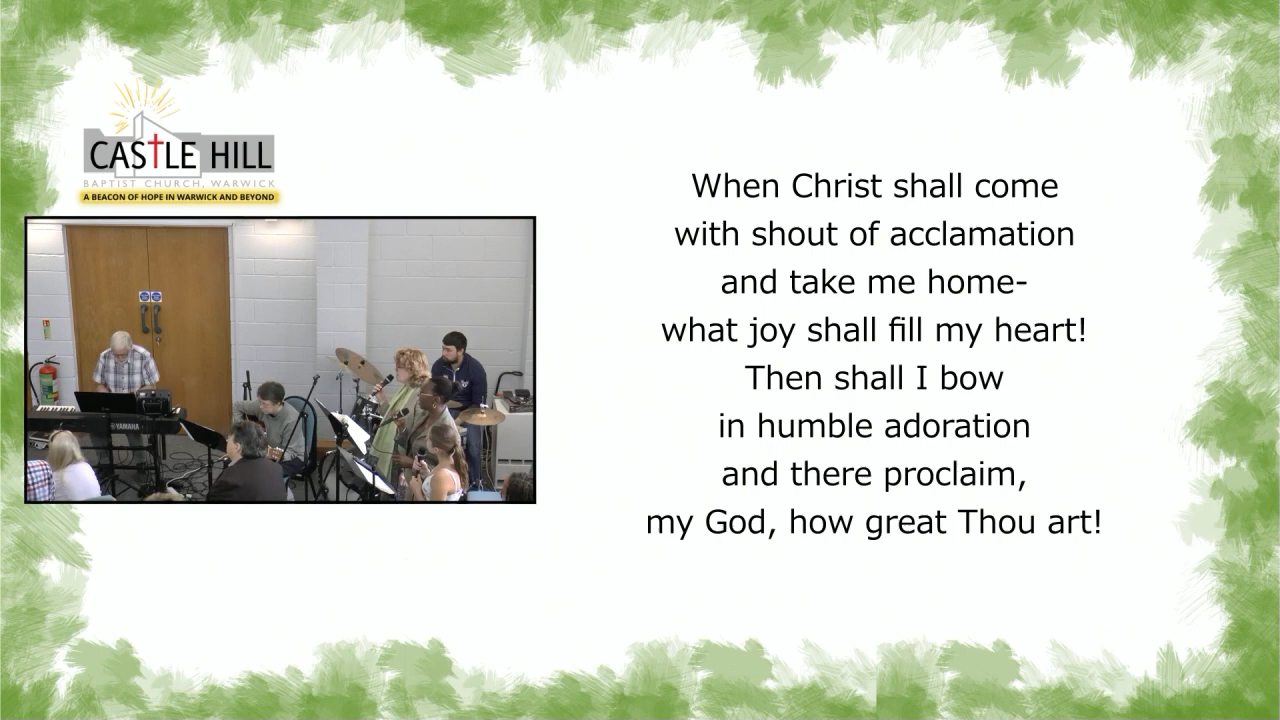 CASTLE HILL
BAPTIST CHURCH, WARWICK
A BEACON OF HOPE IN WARWICK AND BEYOND
YAMAHA
When Christ shall come
with shout of acclamation
and take me home-
what joy shall fill my heart!
Then shall I bow
in humble adoration
and there proclaim,
my God, how great Thou art!